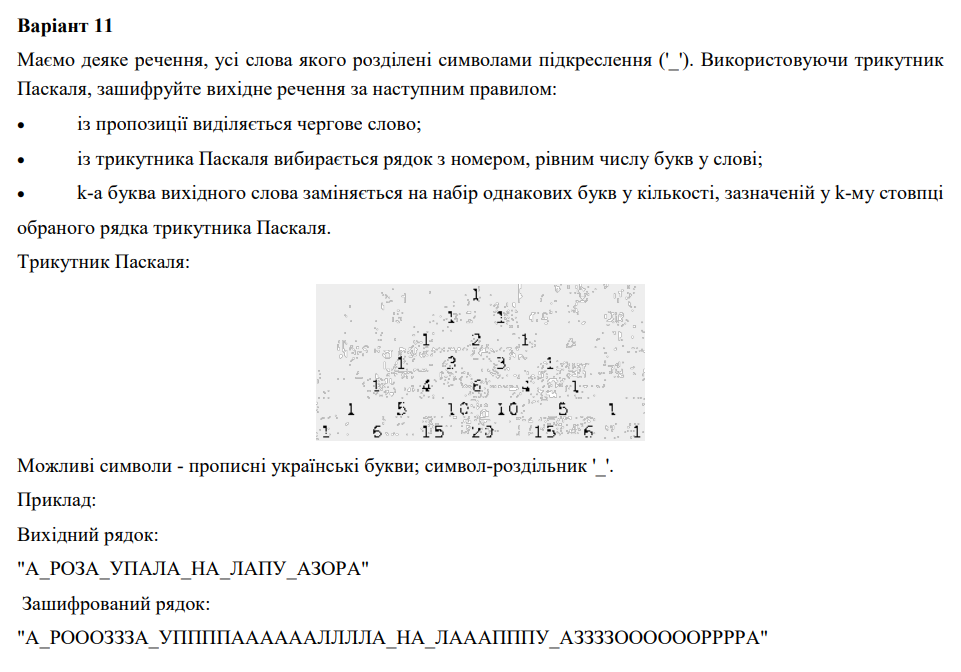 Варіант 11
Маємо деяке речення, усі слова якого розділені символами підкреслення ('_'). Використовуючи трикутник
Паскаля, зашифруйте вихідне речення за наступним правилом:
• із пропозиції виділяється чергове слово;
• із трикутника Паскаля вибирається рядок з номером, рівним числу букв у слові;
• k-а буква вихідного слова заміняється на набір однакових букв у кількості, зазначеній у k-му стовпці
обраного рядка трикутника Паскаля.
Трикутник Паскаля:
1
1 1
1 2 1
1 3 3 1
1 4 6 4 1
1 5 10 10 5 1
1 6 15 20 15 6 1
Можливі символи - прописні українські букви; символ-роздільник '_'.
Приклад:
Вихідний рядок:
"А_РОЗА_УПАЛА_НА_ЛАПУ_АЗОРА"
Зашифрований рядок:
"А_РОООЗЗЗА_УППППААААААЛЛЛЛА_НА_ЛАААПППУ_АЗЗЗЗООООООРРРРА"